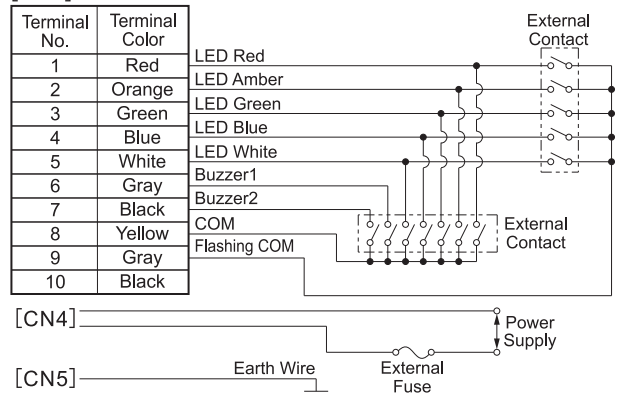 Terminal No. Terminal Color
1 Red LED Red
2 Orange LED Amber
3 Green LED Green
4 Blue LED Blue
5 White LED White
6 Gray Buzzer1
7 Black Buzzer2
8 Yellow COM
9 Gray Flashing COM
10 Black
External
Contact
External
Contact
[CN4]
Power
Supply
External
Fuse
[CN5]
Earth Wire